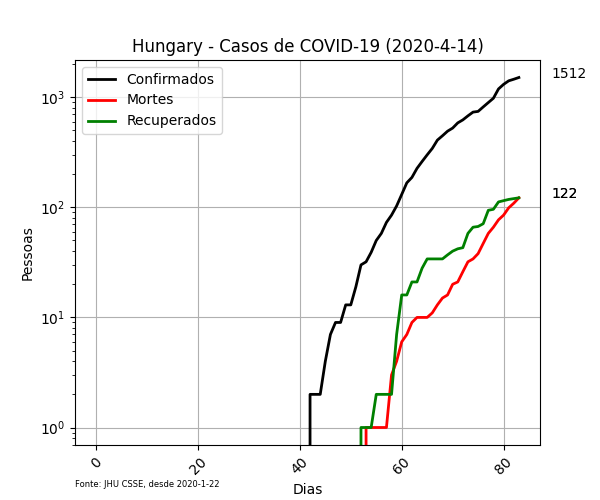 Hungary - Casos de COVID-19 (2020-4-14)
Confirmados
Mortes
Recuperados
1512
122
10³
10²
10¹
10⁰
Pessoas
0 20 40 60 80
Dias
Fonte: JHU CSSE, desde 2020-1-22